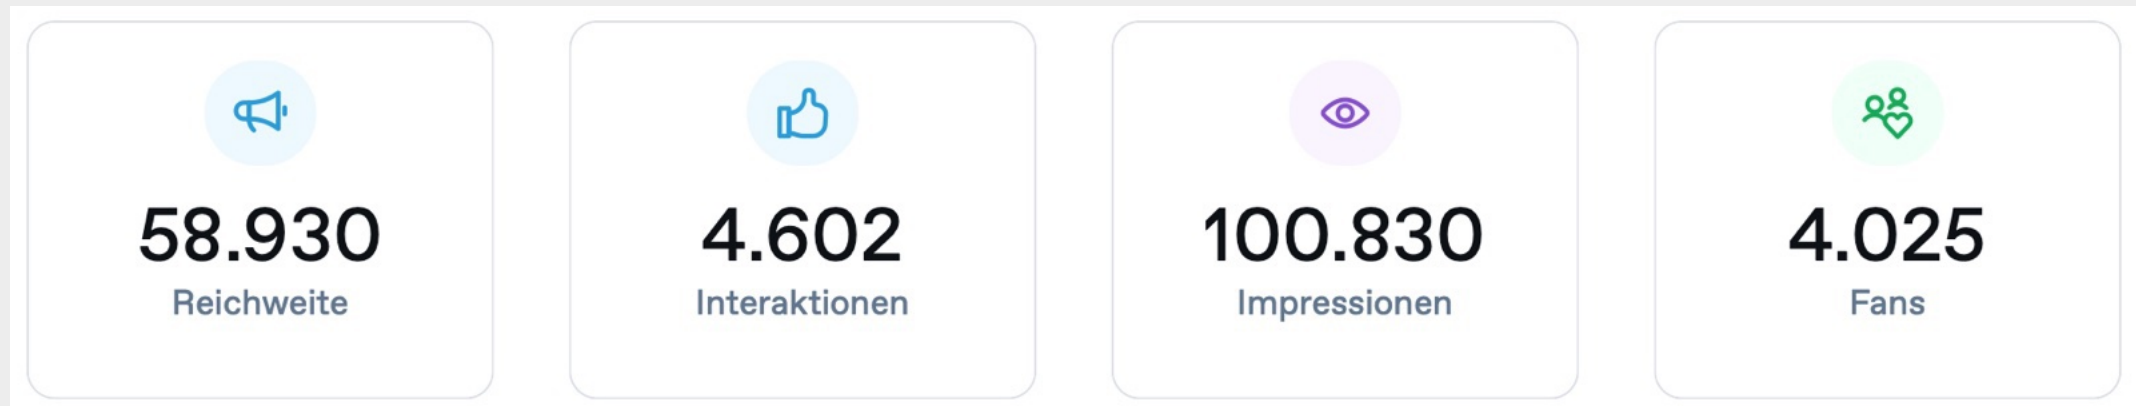 58.930
Reichweite
4.602
Interaktionen
100.830
Impressionen
4.025
Fans